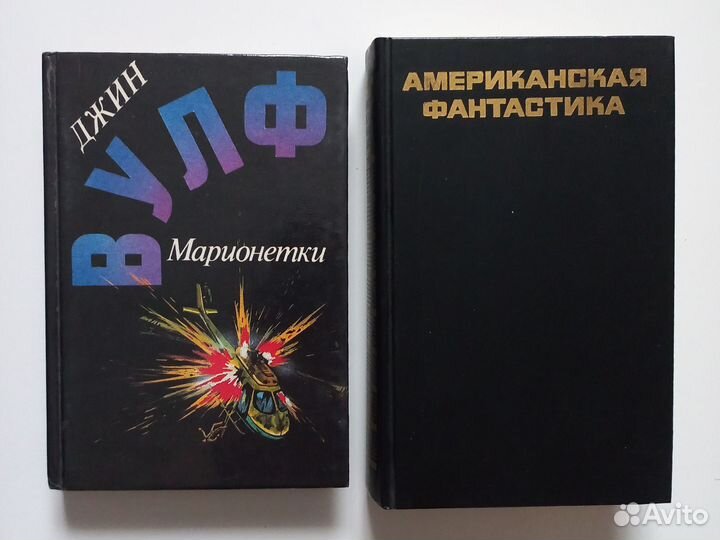 ДЖИН
ВУЛФ
Марионетки
АМЕРИКАНСКАЯ
ФАНТАСТИКА
Avito